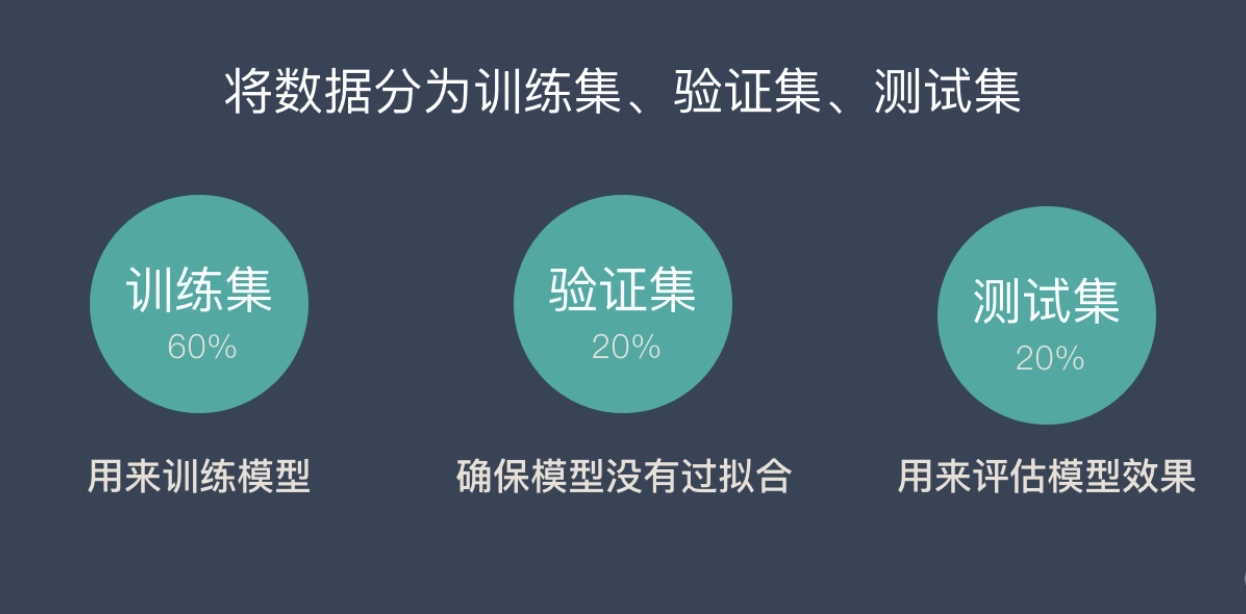 将数据分为训练集、验证集、测试集
训练集
60%
验证集
20%
测试集
20%
用来训练模型
确保模型没有过拟合
用来评估模型效果